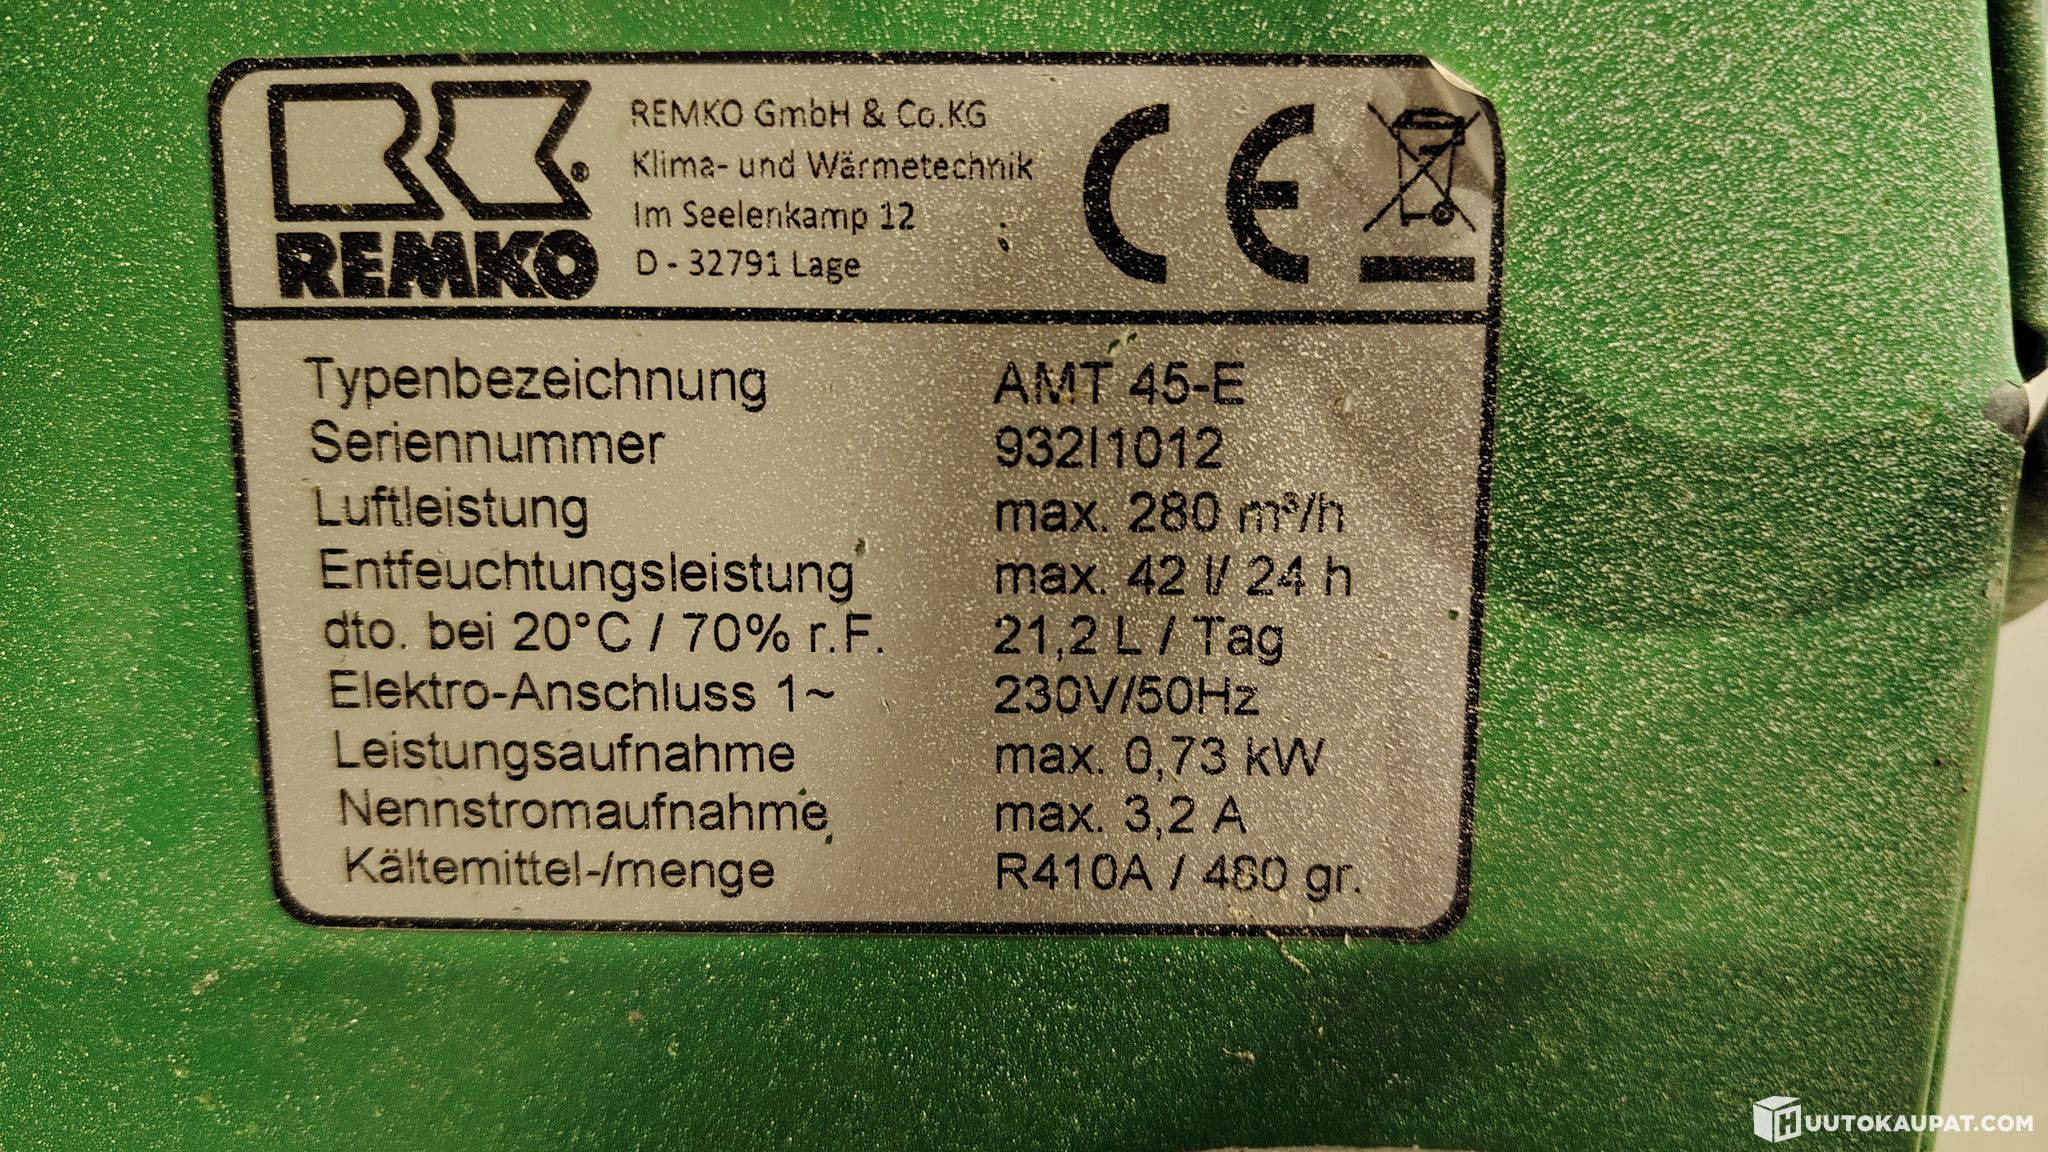 REMKO GmbH & Co.KG
Klima- und Wärmetechnik
Im Seelenkamp 12
D - 32791 Lage
CE
®
REMKO
Typenbezeichnung AMT 45-E
Seriennummer 932I1012
Luftleistung max. 280 m³/h
Entfeuchtungsleistung max. 42 l/ 24 h
dto. bei 20°C / 70% r.F. 21,2 L / Tag
Elektro-Anschluss 1~ 230V/50Hz
Leistungsaufnahme max. 0,73 kW
Nennstromaufnahme max. 3,2 A
Kältemittel-/menge R410A / 460 gr.
HUUTOKAUPAT.COM